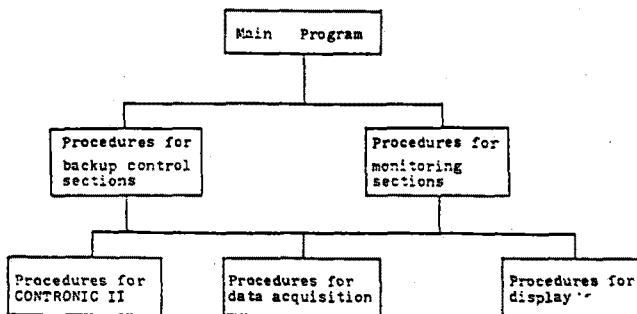 Main Program
Procedures for
backup control
sections
Procedures for
monitoring
sections
Procedures for
CONTRONIC II
Procedures for
data acquisition
Procedures for